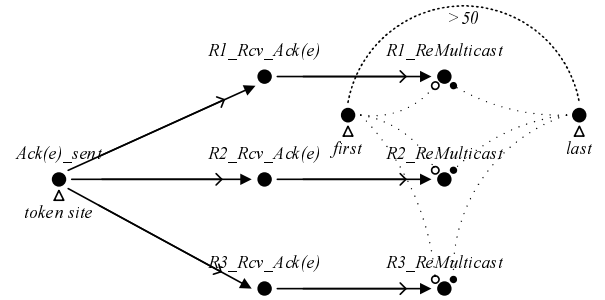 > 50
R1_Rcv_Ack(e) R1_ReMulticast
first
last
Ack(e)_sent R2_Rcv_Ack(e) R2_ReMulticast
token site
R3_Rcv_Ack(e) R3_ReMulticast